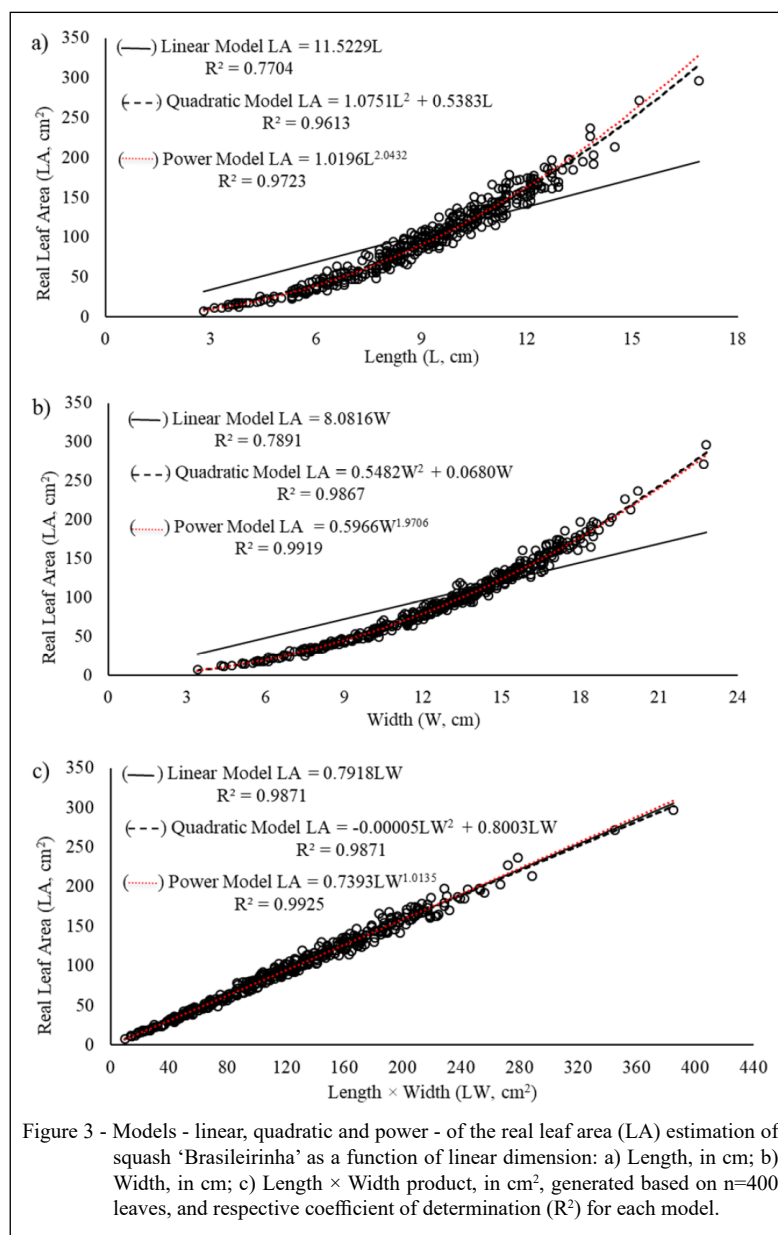 a)
(—) Linear Model LA = 11.5229L
R² = 0.7704
(---) Quadratic Model LA = 1.0751L² + 0.5383L
R² = 0.9613
(······) Power Model LA = 1.0196L^2.0432
R² = 0.9723
Real Leaf Area (LA, cm²)
350
300
250
200
150
100
50
0
0 3 6 9 12 15 18
Length (L, cm)
b)
(—) Linear Model LA = 8.0816W
R² = 0.7891
(---) Quadratic Model LA = 0.5482W² + 0.0680W
R² = 0.9867
(······) Power Model LA = 0.5966W^1.9706
R² = 0.9919
Real Leaf Area (LA, cm²)
350
300
250
200
150
100
50
0
0 3 6 9 12 15 18 21 24
Width (W, cm)
c)
(—) Linear Model LA = 0.7918LW
R² = 0.9871
(---) Quadratic Model LA = -0.00005LW² + 0.8003LW
R² = 0.9871
(······) Power Model LA = 0.7393LW^1.0135
R² = 0.9925
Real Leaf Area (LA, cm²)
350
300
250
200
150
100
50
0
0 40 80 120 160 200 240 280 320 360 400 440
Length × Width (LW, cm²)
Figure 3 - Models - linear, quadratic and power - of the real leaf area (LA) estimation of
squash ‘Brasileirinha’ as a function of linear dimension: a) Length, in cm; b)
Width, in cm; c) Length × Width product, in cm², generated based on n=400
leaves, and respective coefficient of determination (R²) for each model.